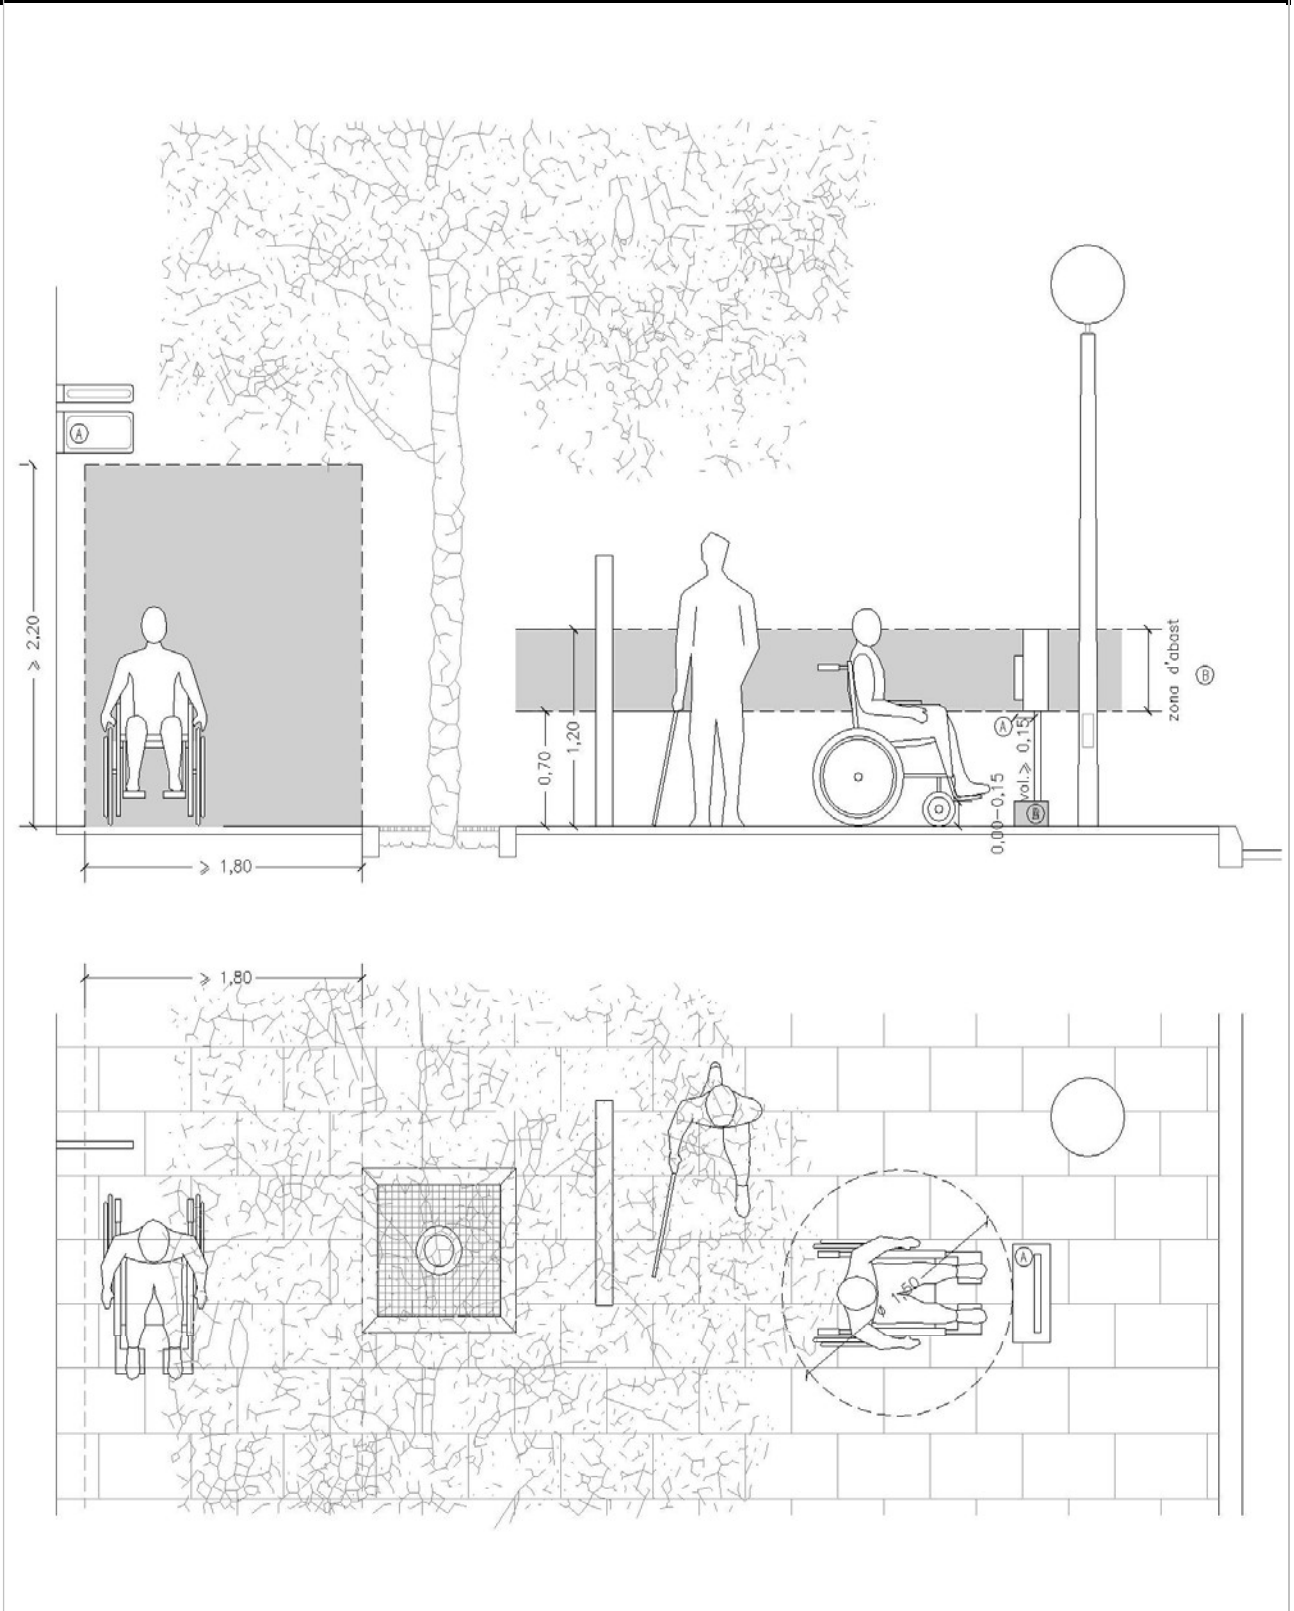 A
≥ 2,20
zona d'abast
B
A
1,20
0,70
vol.≥ 0,15
0,00-0,15
B
≥ 1,80
≥ 1,80
A
ø 1,50